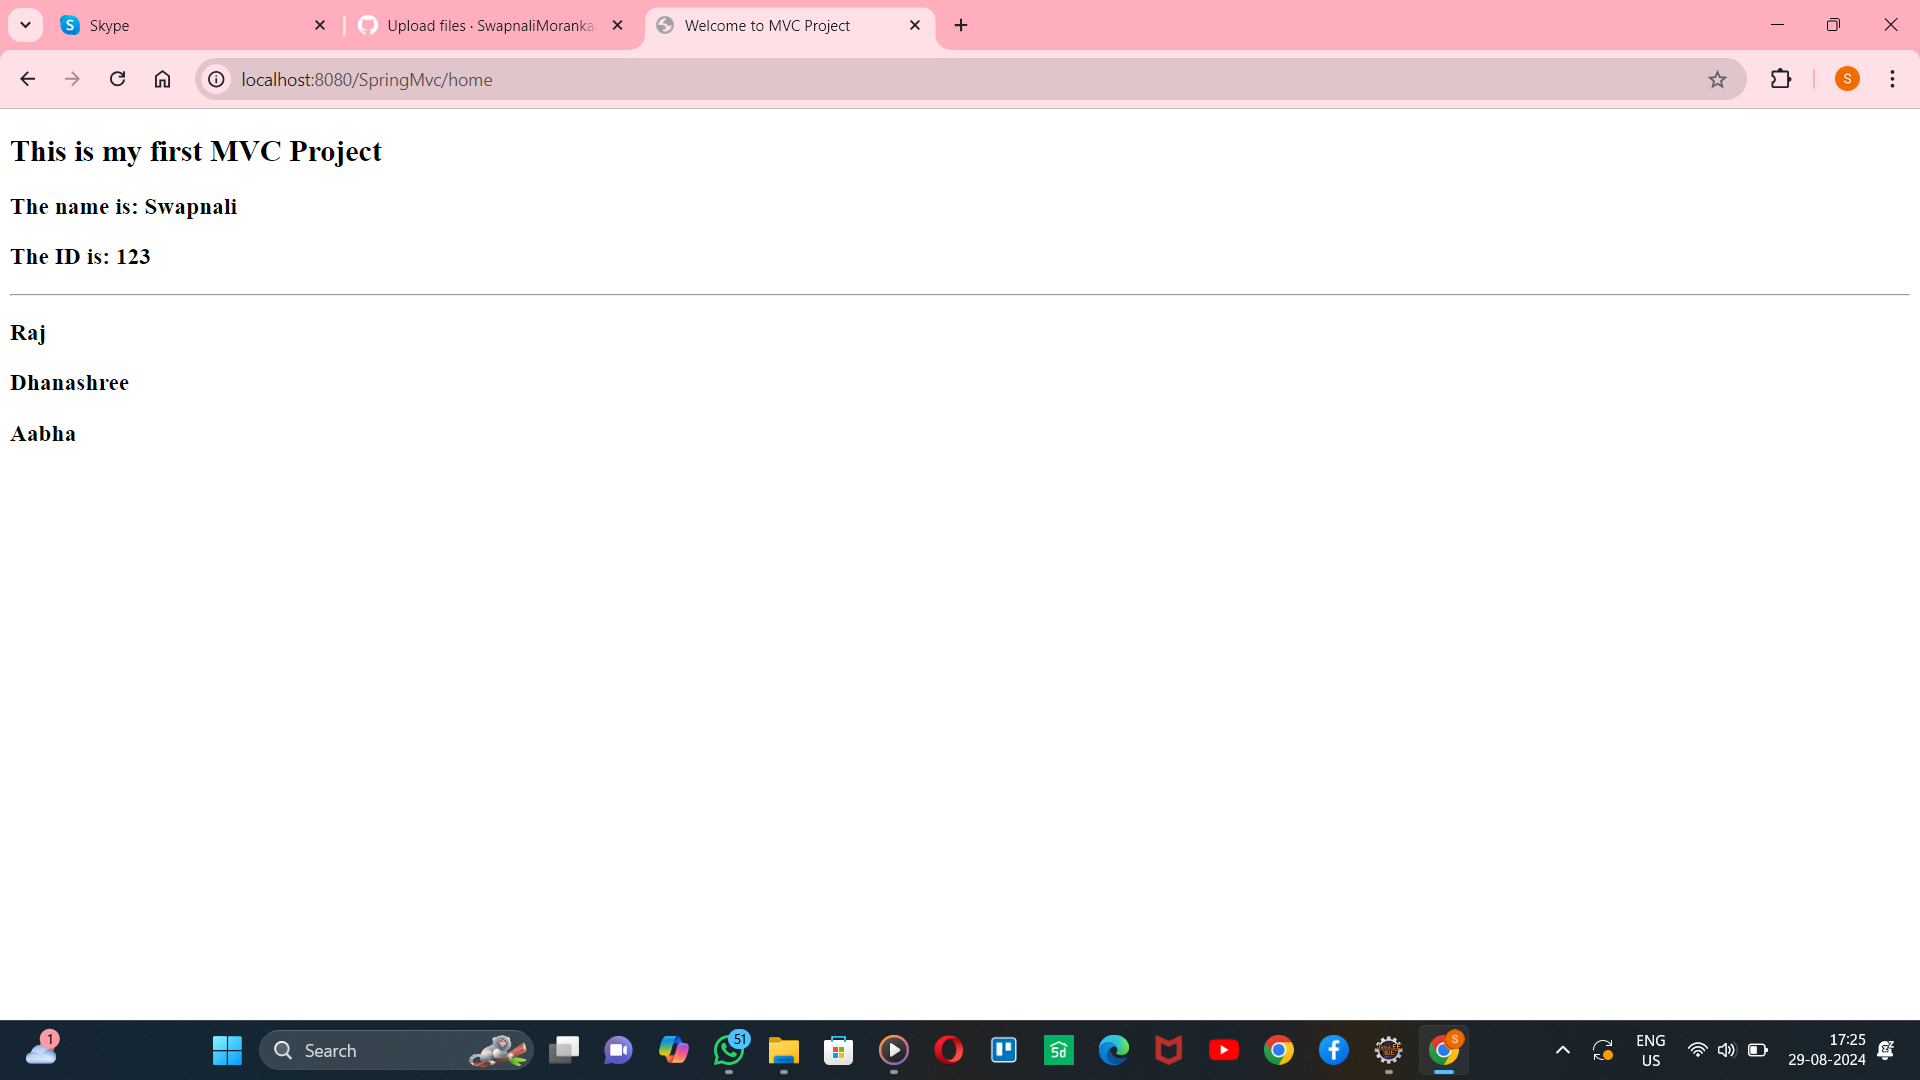 Skype
Upload files · SwapnaliMoranka
Welcome to MVC Project
localhost:8080/SpringMvc/home
S
This is my first MVC Project
The name is: Swapnali
The ID is: 123
Raj
Dhanashree
Aabha
1
Search
51
S
ENG
US
17:25
29-08-2024